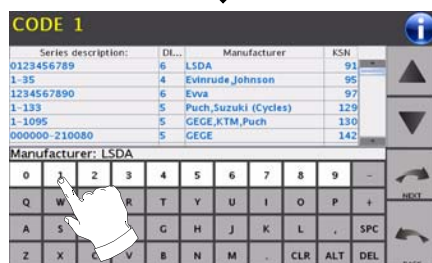 CODE 1
Series description: DL... Manufacturer KSN
0123456789 6 LSDA 91
1-35 4 Evinrude,Johnson 95
1234567890 6 Evva 97
1-133 5 Puch,Suzuki (Cycles) 129
1-1095 5 GEGE,KTM,Puch 130
000000-210080 5 GEGE 142
Manufacturer: LSDA
0 1 2 3 4 5 6 7 8 9 -
Q W R T Y U I O P +
NEXT
A S G H J K L , SPC
Z X C V B N M . CLR ALT DEL